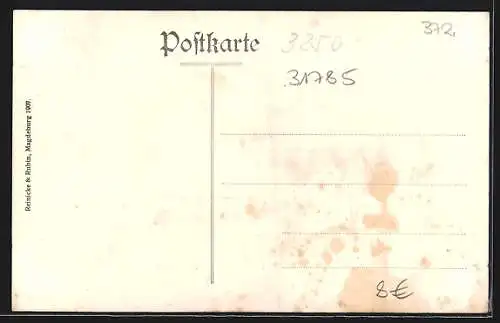 372.
Postkarte
3250
31785
Reinicke & Rubin, Magdeburg 1907.
8 €